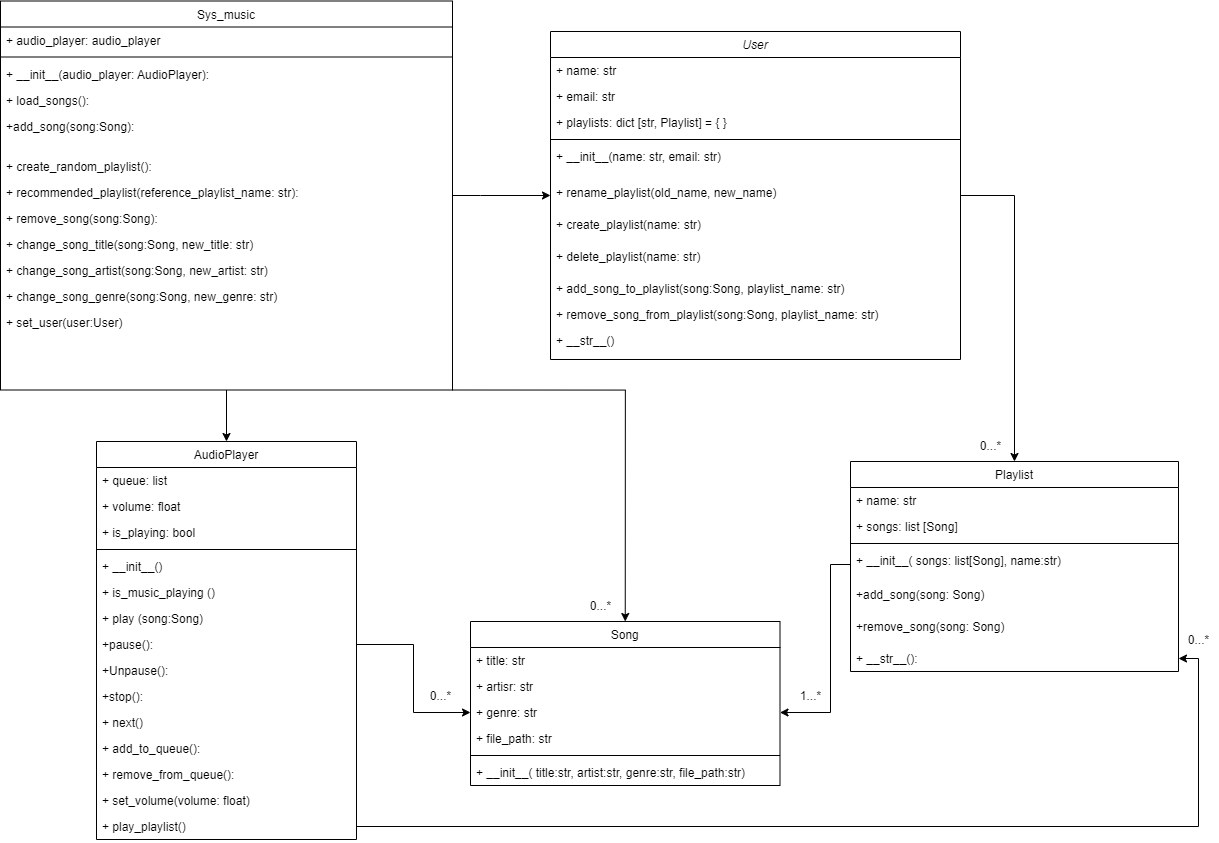 Sys_music
+ audio_player: audio_player
+ __init__(audio_player: AudioPlayer):
+ load_songs():
+add_song(song:Song):
+ create_random_playlist():
+ recommended_playlist(reference_playlist_name: str):
+ remove_song(song:Song):
+ change_song_title(song:Song, new_title: str)
+ change_song_artist(song:Song, new_artist: str)
+ change_song_genre(song:Song, new_genre: str)
+ set_user(user:User)
User
+ name: str
+ email: str
+ playlists: dict [str, Playlist] = { }
+ __init__(name: str, email: str)
+ rename_playlist(old_name, new_name)
+ create_playlist(name: str)
+ delete_playlist(name: str)
+ add_song_to_playlist(song:Song, playlist_name: str)
+ remove_song_from_playlist(song:Song, playlist_name: str)
+ __str__()
AudioPlayer
+ queue: list
+ volume: float
+ is_playing: bool
+ __init__()
+ is_music_playing ()
+ play (song:Song)
+pause():
+Unpause():
+stop():
+ next()
+ add_to_queue():
+ remove_from_queue():
+ set_volume(volume: float)
+ play_playlist()
0...*
0...*
Song
+ title: str
+ artisr: str
+ genre: str
+ file_path: str
+ __init__( title:str, artist:str, genre:str, file_path:str)
1...*
0...*
Playlist
+ name: str
+ songs: list [Song]
+ __init__( songs: list[Song], name:str)
+add_song(song: Song)
+remove_song(song: Song)
+ __str__():
0...*